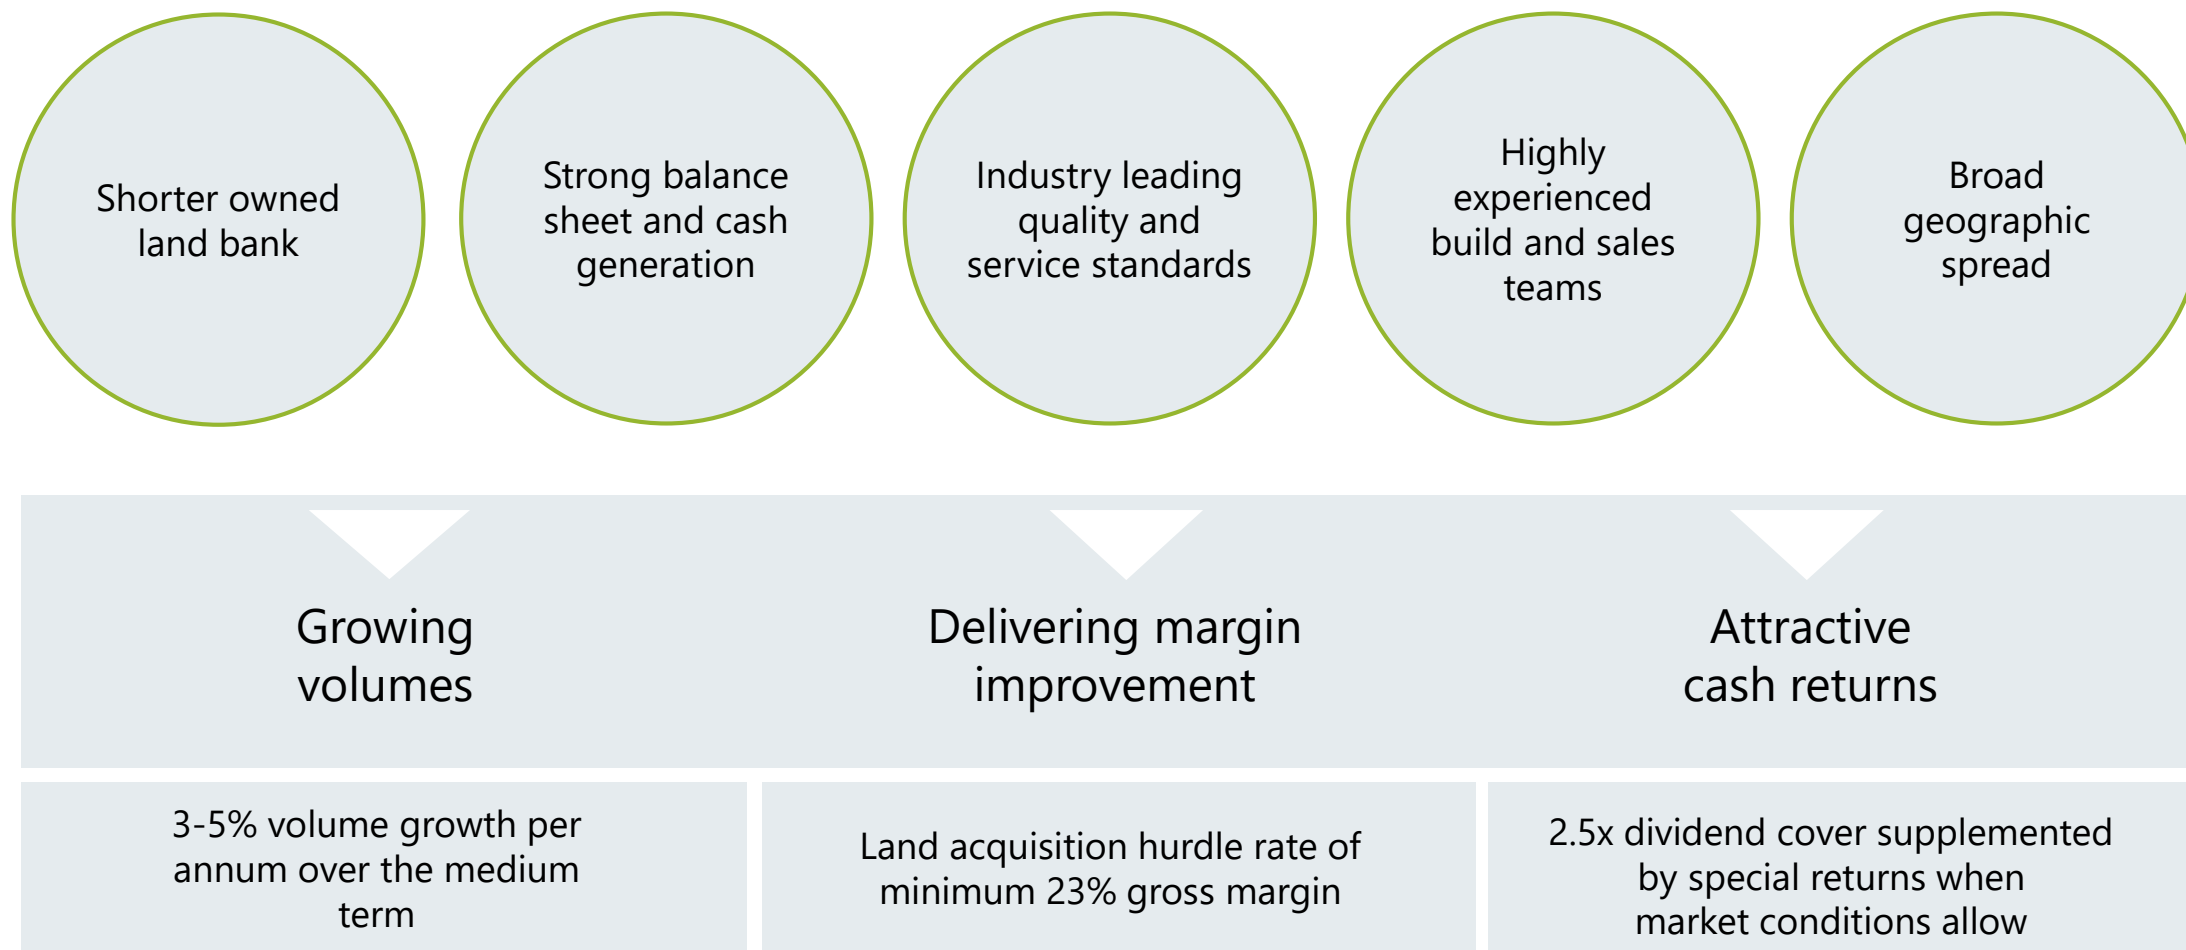 Shorter owned
land bank
Strong balance
sheet and cash
generation
Industry leading
quality and
service standards
Highly
experienced
build and sales
teams
Broad
geographic
spread
Growing
volumes
Delivering margin
improvement
Attractive
cash returns
3-5% volume growth per
annum over the medium
term
Land acquisition hurdle rate of
minimum 23% gross margin
2.5x dividend cover supplemented
by special returns when
market conditions allow